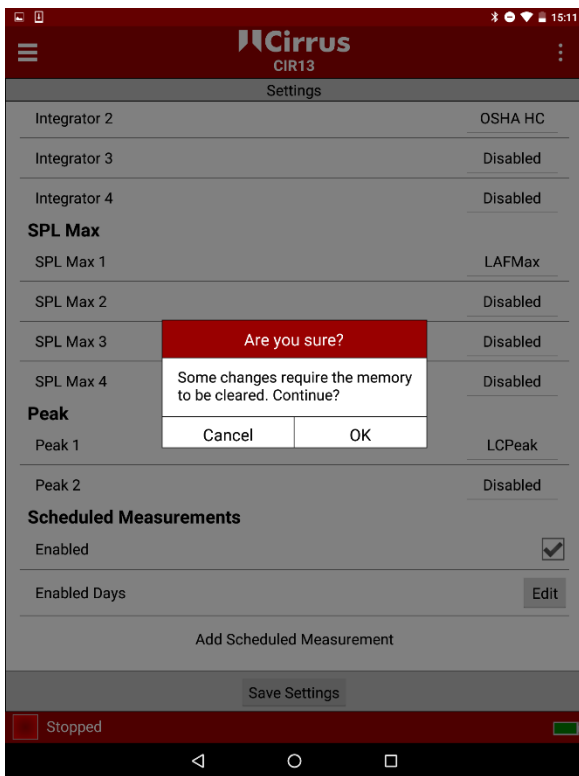 15:11
Cirrus
CIR13
Settings
Integrator 2 OSHA HC
Integrator 3 Disabled
Integrator 4 Disabled
SPL Max
SPL Max 1 LAFMax
SPL Max 2 Disabled
SPL Max 3 Disabled
SPL Max 4 Disabled
Are you sure?
Some changes require the memory
to be cleared. Continue?
Cancel OK
Peak
Peak 1 LCPeak
Peak 2 Disabled
Scheduled Measurements
Enabled
Enabled Days Edit
Add Scheduled Measurement
Save Settings
Stopped